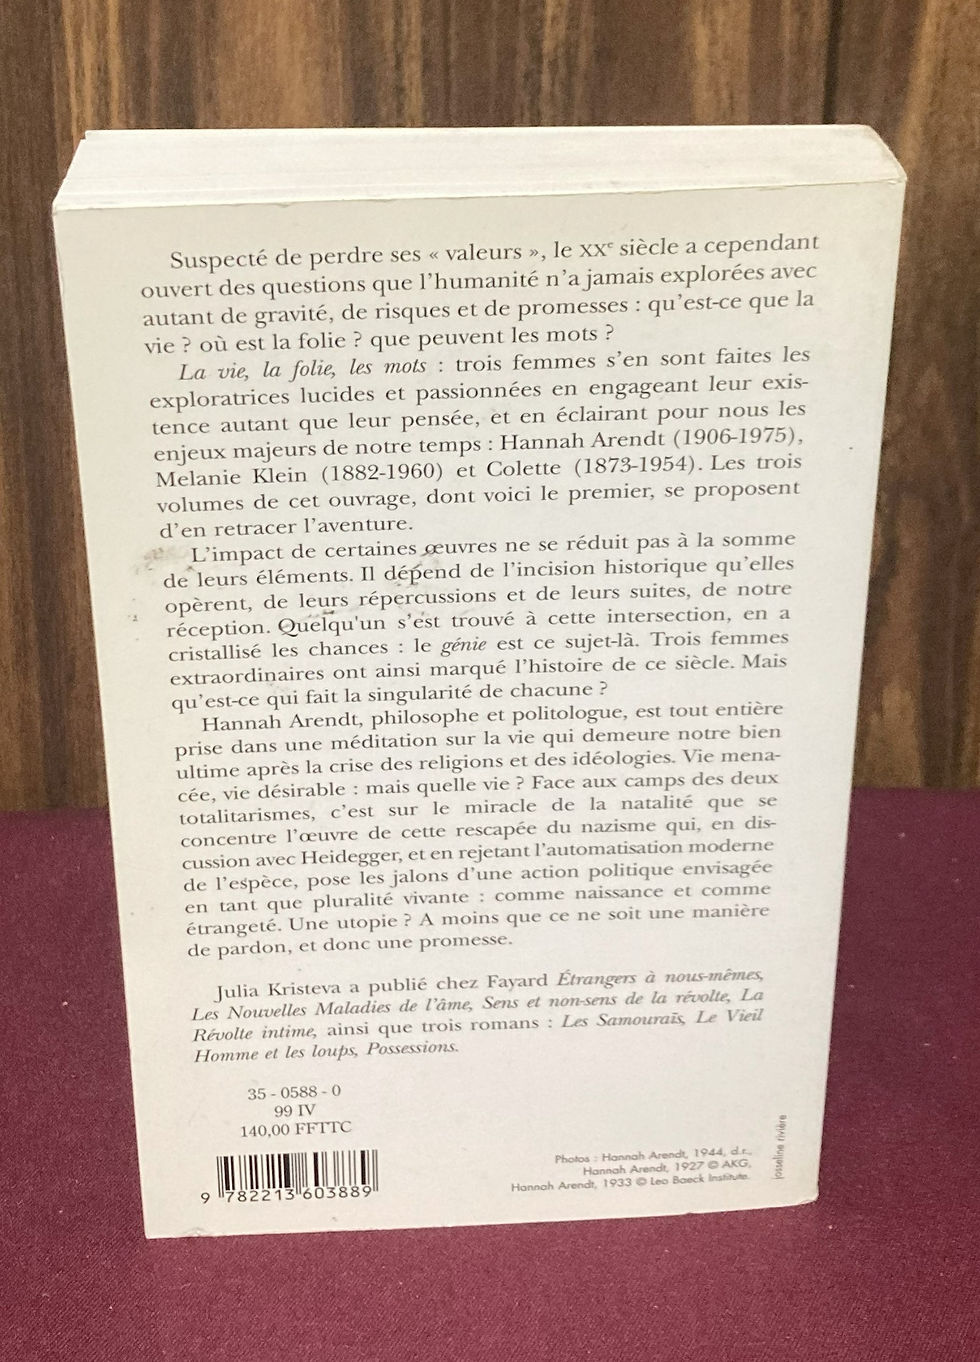 Suspecté de perdre ses « valeurs », le XXe siècle a cependant
ouvert des questions que l'humanité n'a jamais explorées avec
autant de gravité, de risques et de promesses : qu'est-ce que la
vie ? où est la folie ? que peuvent les mots ?
La vie, la folie, les mots : trois femmes s'en sont faites les
exploratrices lucides et passionnées en engageant leur exis-
tence autant que leur pensée, et en éclairant pour nous les
enjeux majeurs de notre temps : Hannah Arendt (1906-1975),
Melanie Klein (1882-1960) et Colette (1873-1954). Les trois
volumes de cet ouvrage, dont voici le premier, se proposent
d'en retracer l'aventure.
L'impact de certaines œuvres ne se réduit pas à la somme
de leurs éléments. Il dépend de l'incision historique qu'elles
opèrent, de leurs répercussions et de leurs suites, de notre
réception. Quelqu'un s'est trouvé à cette intersection, en a
cristallisé les chances : le génie est ce sujet-là. Trois femmes
extraordinaires ont ainsi marqué l'histoire de ce siècle. Mais
qu'est-ce qui fait la singularité de chacune ?
Hannah Arendt, philosophe et politologue, est tout entière
prise dans une méditation sur la vie qui demeure notre bien
ultime après la crise des religions et des idéologies. Vie mena-
cée, vie désirable : mais quelle vie ? Face aux camps des deux
totalitarismes, c'est sur le miracle de la natalité que se
concentre l'œuvre de cette rescapée du nazisme qui, en dis-
cussion avec Heidegger, et en rejetant l'automatisation moderne
de l'espèce, pose les jalons d'une action politique envisagée
en tant que pluralité vivante : comme naissance et comme
étrangeté. Une utopie ? A moins que ce ne soit une manière
de pardon, et donc une promesse.
Julia Kristeva a publié chez Fayard Étrangers à nous-mêmes,
Les Nouvelles Maladies de l'âme, Sens et non-sens de la révolte, La
Révolte intime, ainsi que trois romans : Les Samouraïs, Le Vieil
Homme et les loups, Possessions.
35 - 0588 - 0
99 IV
140,00 FFTTC
9 782213 603889
Photos : Hannah Arendt, 1944, d.r.,
Hannah Arendt, 1927 © AKG,
Hannah Arendt, 1933 © Leo Baeck Institute.
josseline rivière